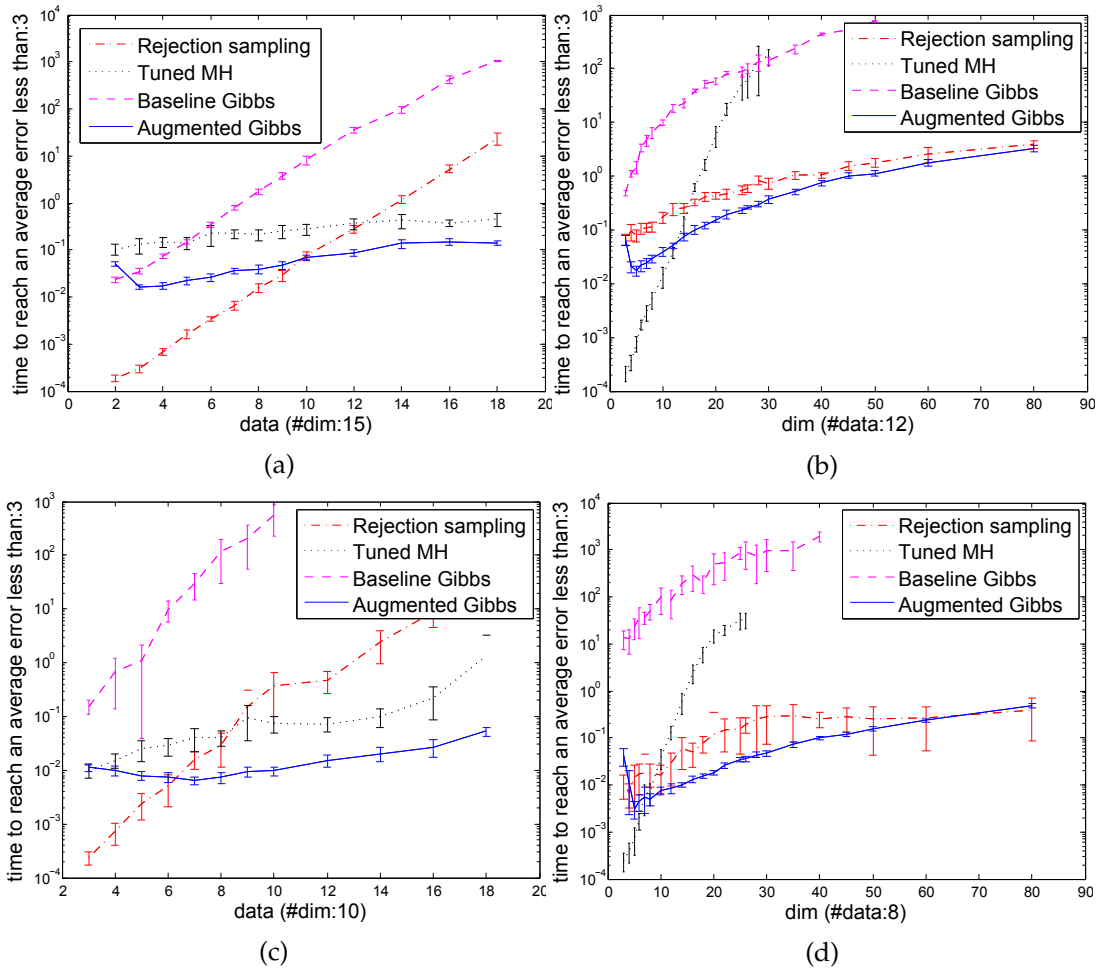 time to reach an average error less than:3
10^3
10^2
10^1
10^0
10^−1
10^−2
10^−3
10^−4
Rejection sampling
Tuned MH
Baseline Gibbs
Augmented Gibbs
10^4
0 2 4 6 8 10 12 14 16 18 20
data (#dim:15)
(a)
time to reach an average error less than:3
10^3
10^2
10^1
10^0
10^−1
10^−2
10^−3
10^−4
Rejection sampling
Tuned MH
Baseline Gibbs
Augmented Gibbs
0 10 20 30 40 50 60 70 80 90
dim (#data:12)
(b)
time to reach an average error less than:3
10^3
10^2
10^1
10^0
10^−1
10^−2
10^−3
10^−4
Rejection sampling
Tuned MH
Baseline Gibbs
Augmented Gibbs
2 4 6 8 10 12 14 16 18 20
data (#dim:10)
(c)
time to reach an average error less than:3
10^4
10^3
10^2
10^1
10^0
10^−1
10^−2
10^−3
10^−4
Rejection sampling
Tuned MH
Baseline Gibbs
Augmented Gibbs
0 10 20 30 40 50 60 70 80 90
dim (#data:8)
(d)